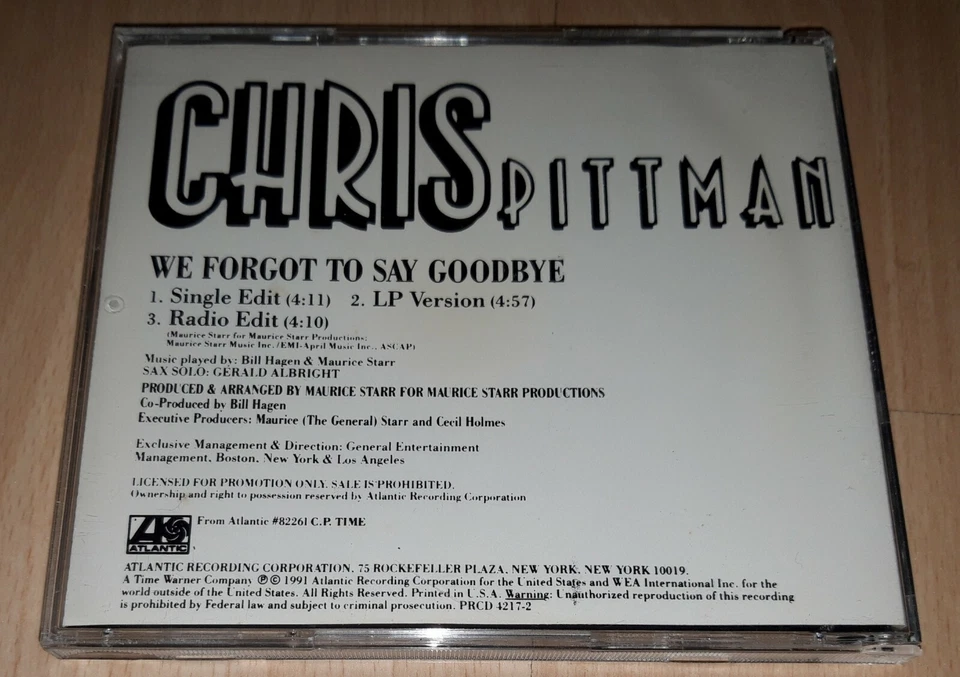 CHRIS PITTMAN
WE FORGOT TO SAY GOODBYE
1. Single Edit (4:11) 2. LP Version (4:57)
3. Radio Edit (4:10)
(Maurice Starr for Maurice Starr Productions;
Maurice Starr Music Inc. /EMI-April Music Inc., ASCAP)
Music played by: Bill Hagen & Maurice Starr
SAX SOLO: GERALD ALBRIGHT
PRODUCED & ARRANGED BY MAURICE STARR FOR MAURICE STARR PRODUCTIONS
Co-Produced by Bill Hagen
Executive Producers: Maurice (The General) Starr and Cecil Holmes
Exclusive Management & Direction: General Entertainment
Management, Boston, New York & Los Angeles
LICENSED FOR PROMOTION ONLY. SALE IS PROHIBITED.
Ownership and right to possession reserved by Atlantic Recording Corporation
ATLANTIC
From Atlantic #82261 C.P. TIME
ATLANTIC RECORDING CORPORATION, 75 ROCKEFELLER PLAZA, NEW YORK, NEW YORK 10019.
A Time Warner Company ℗ © 1991 Atlantic Recording Corporation for the United States and WEA International Inc. for the
world outside of the United States. All Rights Reserved. Printed in U.S.A. Warning: Unauthorized reproduction of this recording
is prohibited by Federal law and subject to criminal prosecution. PRCD 4217-2